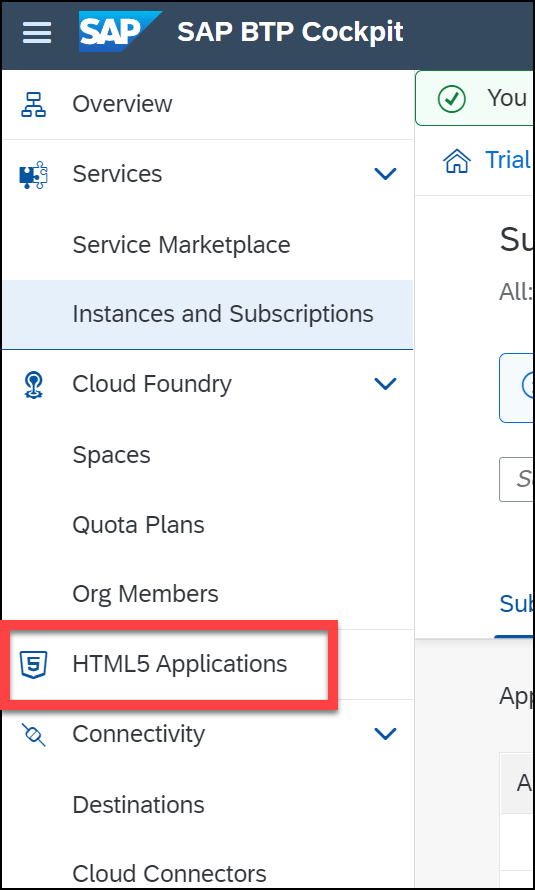 SAP SAP BTP Cockpit
Overview
Services
Service Marketplace
Instances and Subscriptions
Cloud Foundry
Spaces
Quota Plans
Org Members
HTML5 Applications
Connectivity
Destinations
Cloud Connectors
You
Trial
Su
All:
Sub
App
A